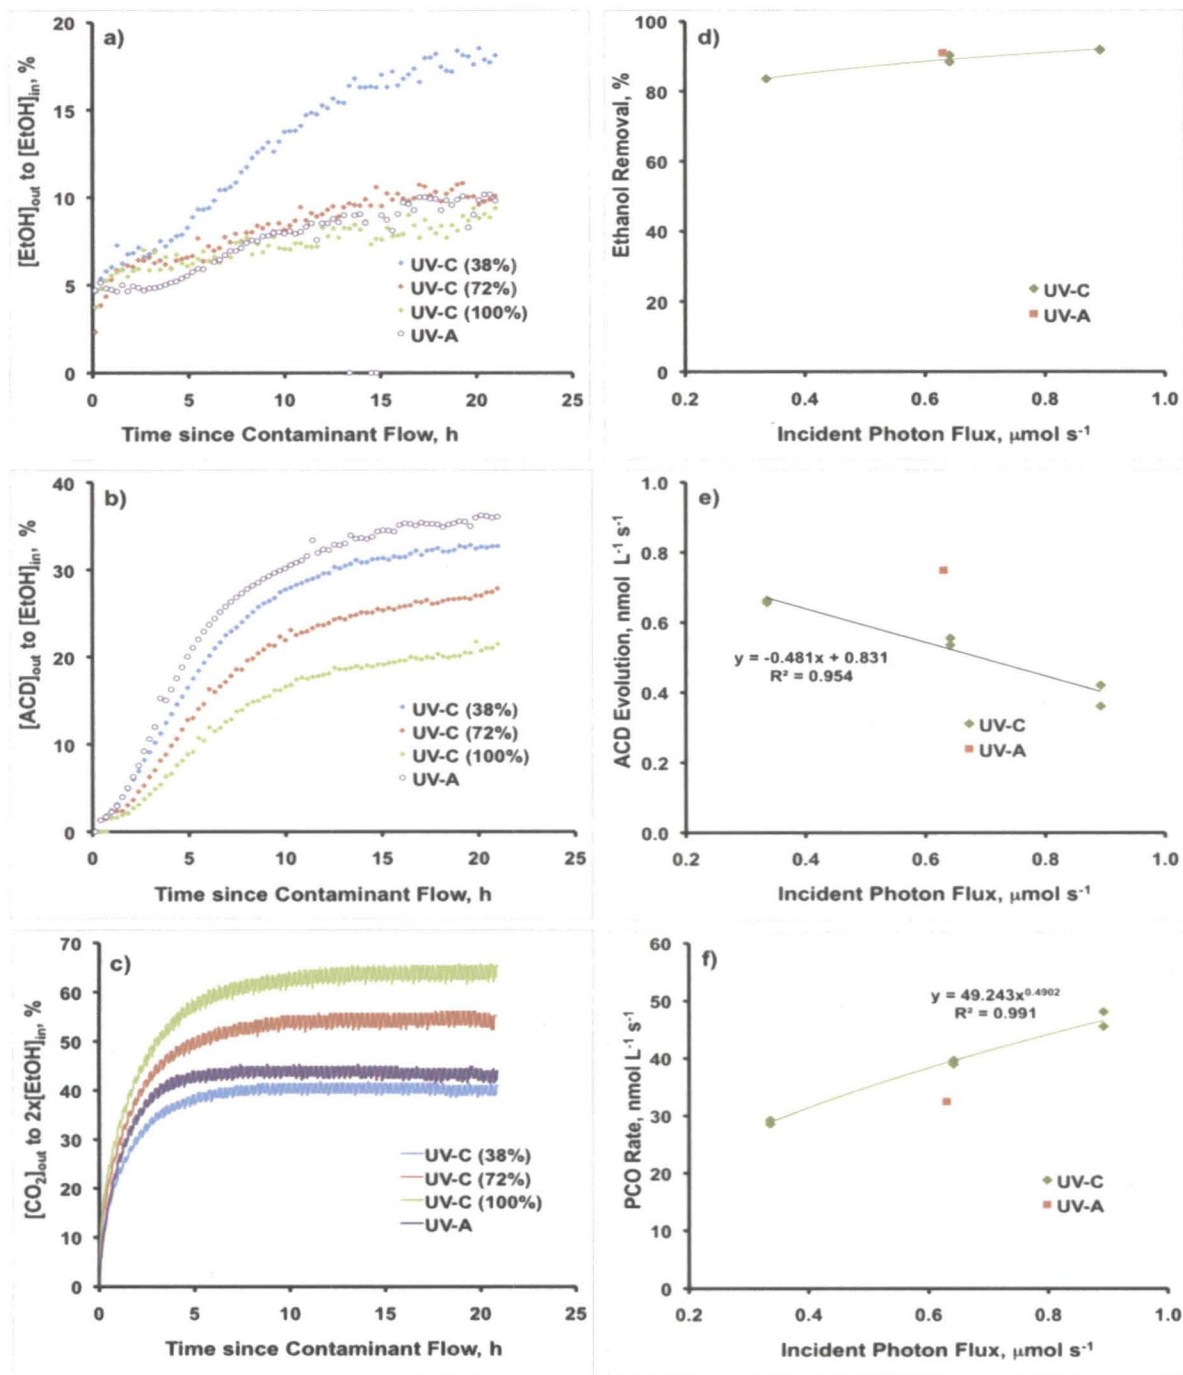 a)
[EtOH]out to [EtOH]in, %
20
15
10
5
0
0 5 10 15 20 25
Time since Contaminant Flow, h
UV-C (38%)
UV-C (72%)
UV-C (100%)
UV-A
d)
Ethanol Removal, %
100
80
60
40
20
0
0.2 0.4 0.6 0.8 1.0
Incident Photon Flux, μmol s⁻¹
UV-C
UV-A
b)
[ACD]out to [EtOH]in, %
40
30
20
10
0
0 5 10 15 20 25
Time since Contaminant Flow, h
UV-C (38%)
UV-C (72%)
UV-C (100%)
UV-A
e)
ACD Evolution, nmol L⁻¹ s⁻¹
1.0
0.8
0.6
0.4
0.2
0.0
0.2 0.4 0.6 0.8 1.0
Incident Photon Flux, μmol s⁻¹
y = -0.481x + 0.831
R² = 0.954
UV-C
UV-A
c)
[CO₂]out to 2x[EtOH]in, %
70
60
50
40
30
20
10
0
0 5 10 15 20 25
Time since Contaminant Flow, h
UV-C (38%)
UV-C (72%)
UV-C (100%)
UV-A
f)
PCO Rate, nmol L⁻¹ s⁻¹
60
50
40
30
20
10
0
0.2 0.4 0.6 0.8 1.0
Incident Photon Flux, μmol s⁻¹
y = 49.243x⁰·⁴⁹⁰²
R² = 0.991
UV-C
UV-A